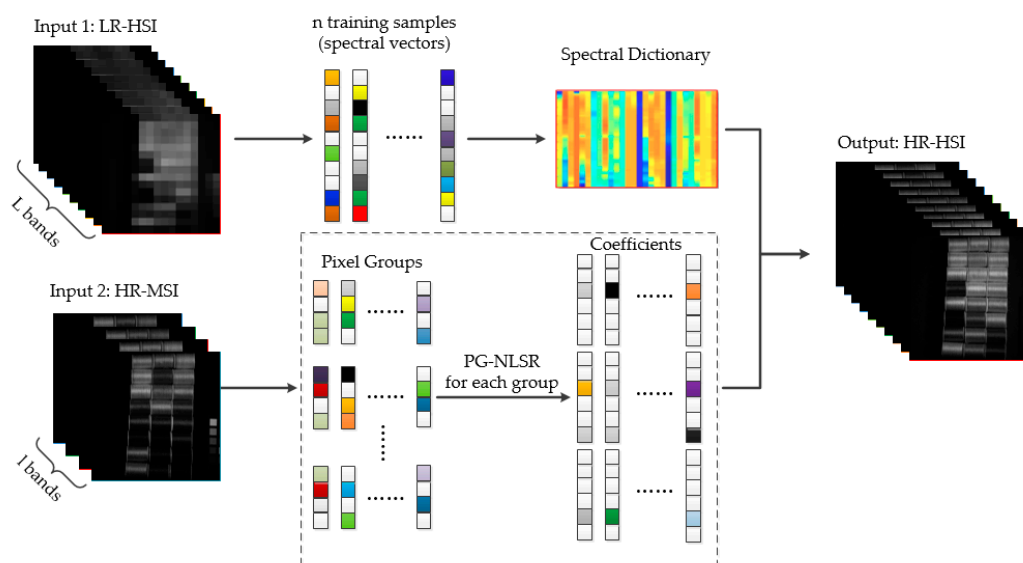 Input 1: LR-HSI
n training samples
(spectral vectors)
Spectral Dictionary
......
L bands
Output: HR-HSI
Input 2: HR-MSI
Pixel Groups
Coefficients
......
......
PG-NLSR
for each group
......
......
......
......
......
l bands